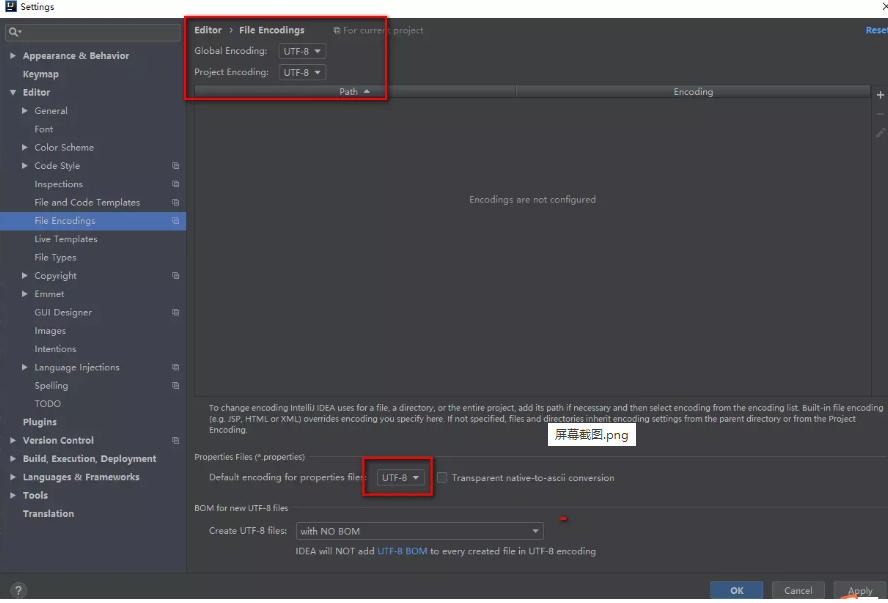 Settings
Editor › File Encodings
For current project
Reset
Global Encoding: UTF-8
Project Encoding: UTF-8
Path
Encoding
Encodings are not configured
Appearance & Behavior
Keymap
Editor
General
Font
Color Scheme
Code Style
Inspections
File and Code Templates
File Encodings
Live Templates
File Types
Copyright
Emmet
GUI Designer
Images
Intentions
Language Injections
Spelling
TODO
Plugins
Version Control
Build, Execution, Deployment
Languages & Frameworks
Tools
Translation
To change encoding IntelliJ IDEA uses for a file, a directory, or the entire project, add its path if necessary and then select encoding from the encoding list. Built-in file encoding
(e.g. JSP, HTML or XML) overrides encoding you specify here. If not specified, files and directories inherit encoding settings from the parent directory or from the Project
Encoding.
屏幕截图.png
Properties Files (*.properties)
Default encoding for properties files: UTF-8
Transparent native-to-ascii conversion
BOM for new UTF-8 files
Create UTF-8 files: with NO BOM
IDEA will NOT add UTF-8 BOM to every created file in UTF-8 encoding
?
OK
Cancel
Apply